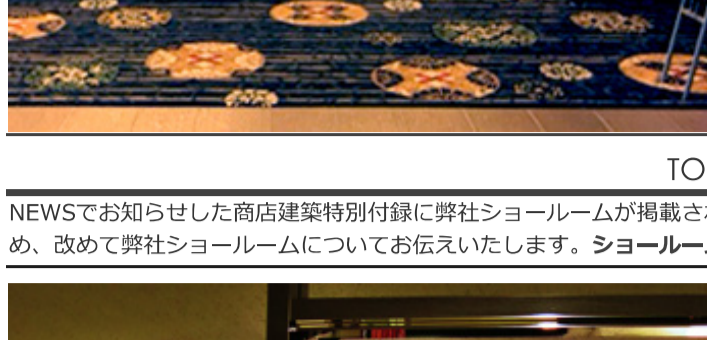 TO
NEWSでお知らせした商店建築特別付録に弊社ショールームが掲載さ
め、改めて弊社ショールームについてお伝えいたします。ショールー